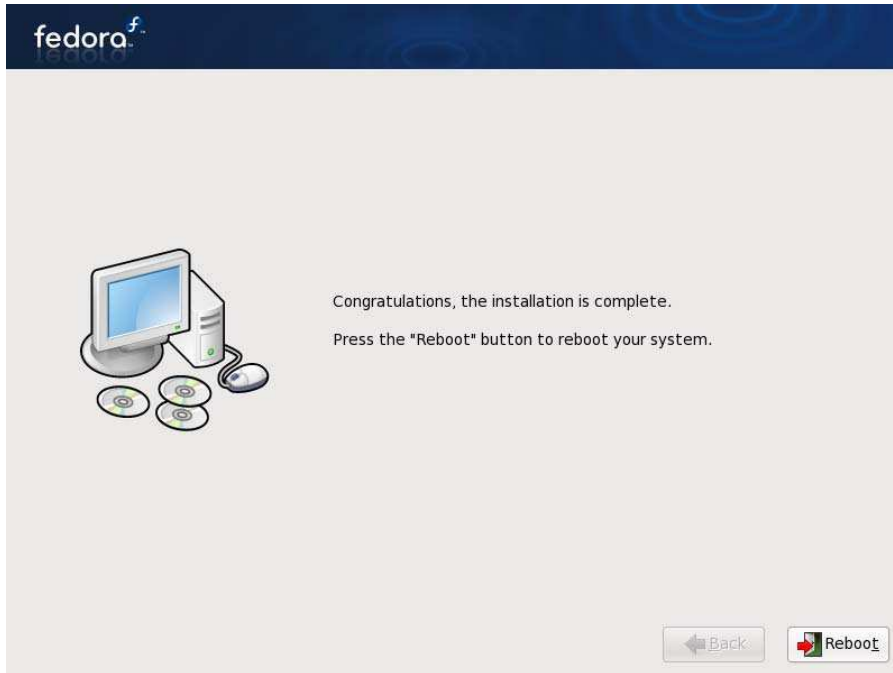 fedora
Congratulations, the installation is complete.
Press the "Reboot" button to reboot your system.
Back
Reboot